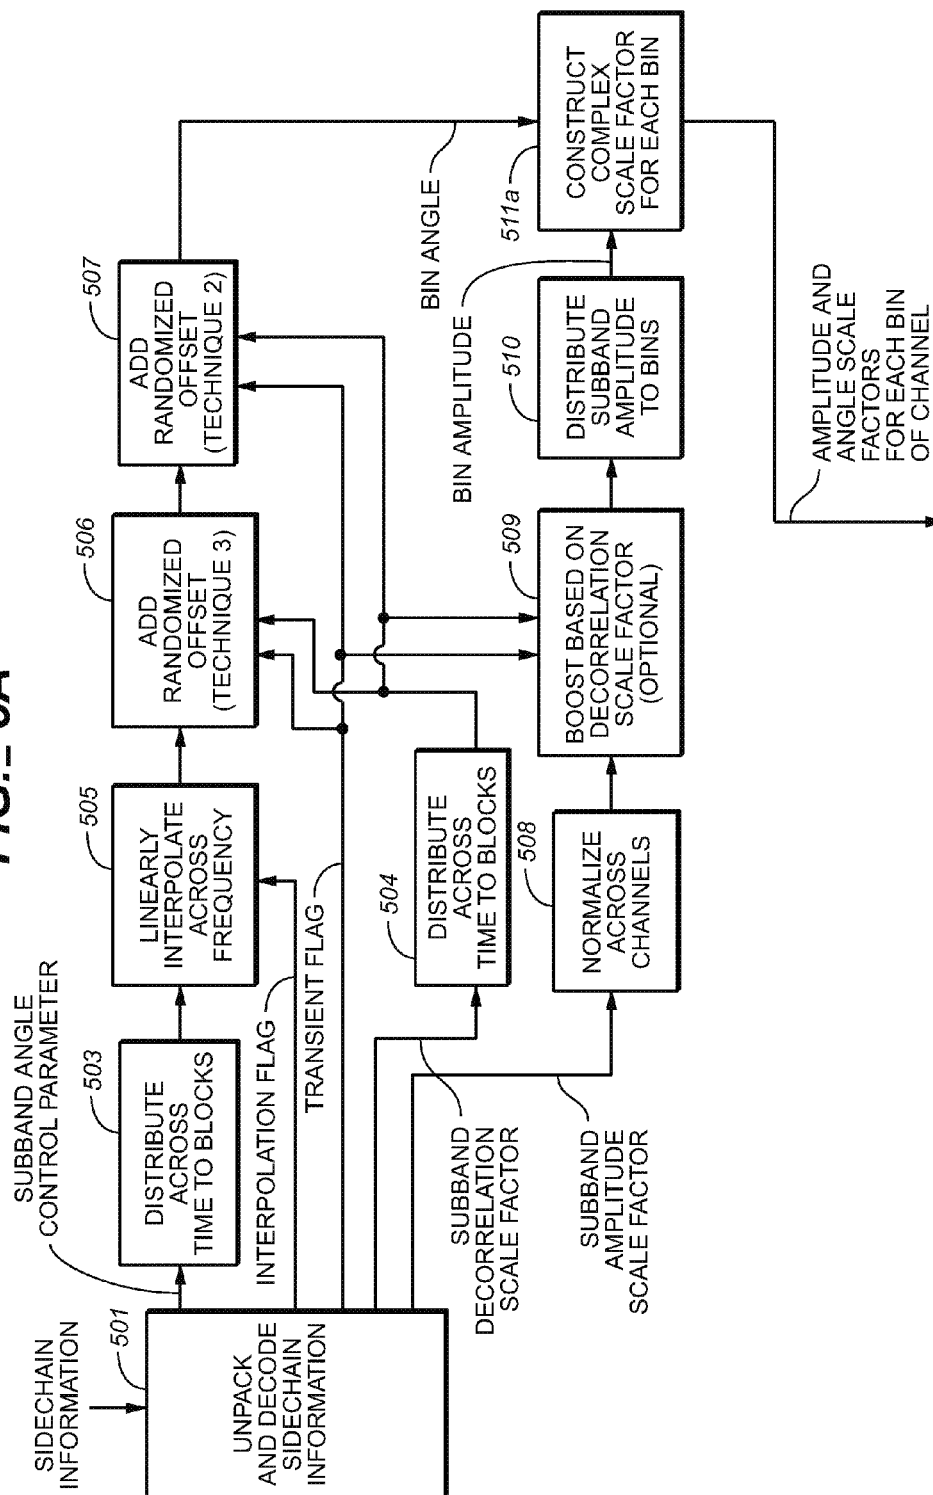 SIDECHAIN
INFORMATION
501
UNPACK
AND DECODE
SIDECHAIN
INFORMATION
SUBBAND ANGLE
CONTROL PARAMETER
503
DISTRIBUTE
ACROSS
TIME TO BLOCKS
505
LINEARLY
INTERPOLATE
ACROSS
FREQUENCY
506
ADD
RANDOMIZED
OFFSET
(TECHNIQUE 3)
507
ADD
RANDOMIZED
OFFSET
(TECHNIQUE 2)
INTERPOLATION FLAG
TRANSIENT FLAG
504
DISTRIBUTE
ACROSS
TIME TO BLOCKS
SUBBAND
DECORRELATION
SCALE FACTOR
SUBBAND
AMPLITUDE
SCALE FACTOR
508
NORMALIZE
ACROSS
CHANNELS
509
BOOST BASED ON
DECORRELATION
SCALE FACTOR
(OPTIONAL)
510
DISTRIBUTE
SUBBAND
AMPLITUDE
TO BINS
BIN AMPLITUDE
BIN ANGLE
511a
CONSTRUCT
COMPLEX
SCALE FACTOR
FOR EACH BIN
AMPLITUDE AND
ANGLE SCALE
FACTORS
FOR EACH BIN
OF CHANNEL